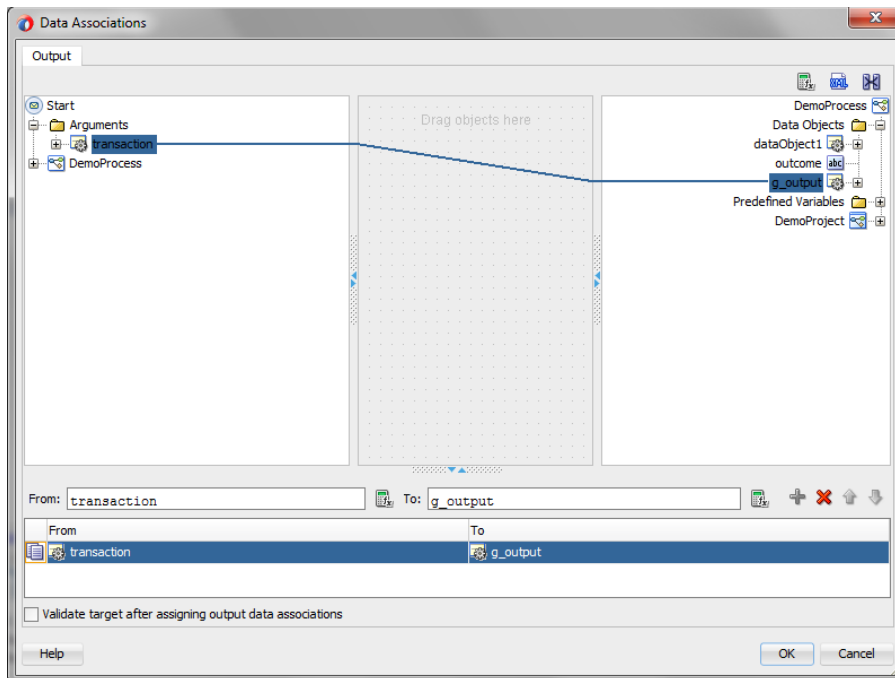 Data Associations
Output
Start
Arguments
transaction
DemoProcess
Drag objects here
DemoProcess
Data Objects
dataObject1
outcome abc
g_output
Predefined Variables
DemoProject
From: transaction To: g_output
From To
transaction g_output
Validate target after assigning output data associations
Help OK Cancel